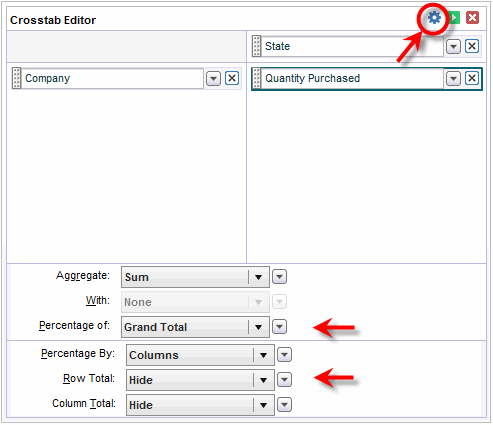 Crosstab Editor
State
Company
Quantity Purchased
Aggregate: Sum
With: None
Percentage of: Grand Total
Percentage By: Columns
Row Total: Hide
Column Total: Hide